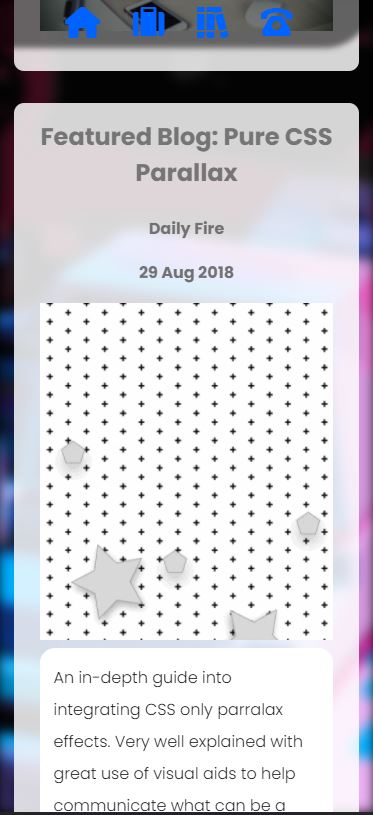 Featured Blog: Pure CSS
Parallax
Daily Fire
29 Aug 2018
An in-depth guide into
integrating CSS only parralax
effects. Very well explained with
great use of visual aids to help
communicate what can be a